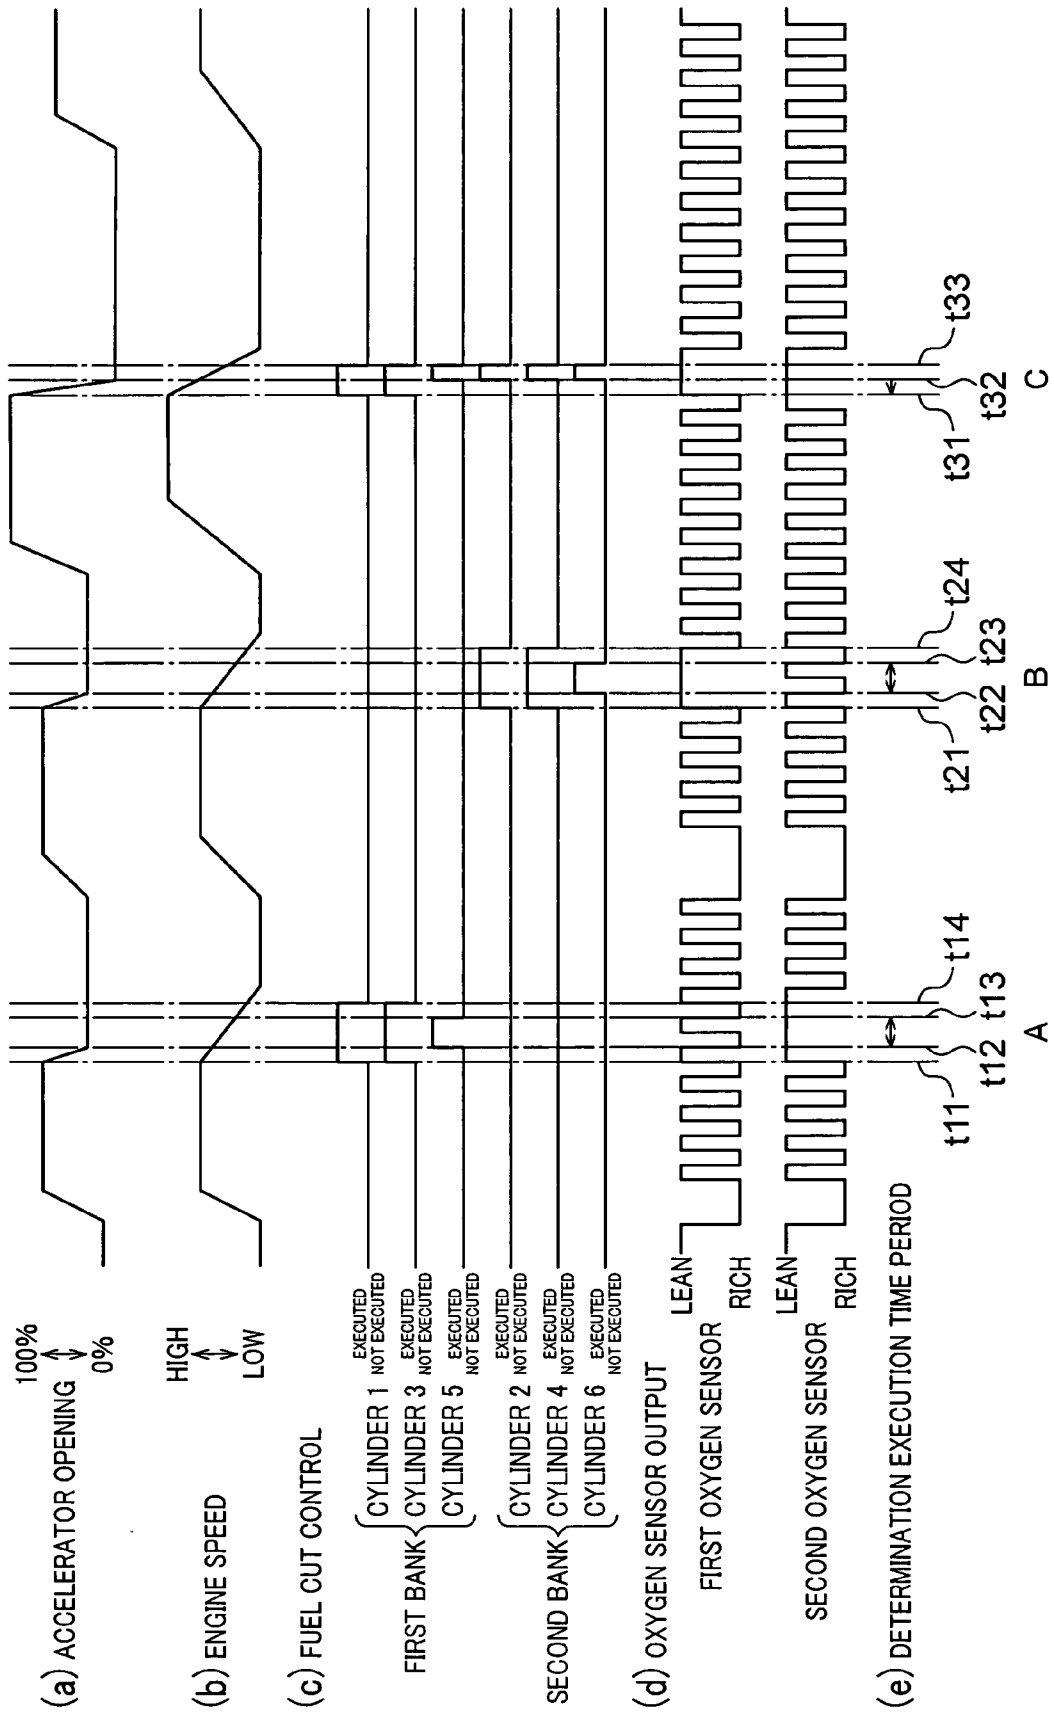 (a) ACCELERATOR OPENING
100%
0%
(b) ENGINE SPEED
HIGH
LOW
(c) FUEL CUT CONTROL
FIRST BANK
CYLINDER 1
EXECUTED
NOT EXECUTED
CYLINDER 3
EXECUTED
NOT EXECUTED
CYLINDER 5
EXECUTED
NOT EXECUTED
SECOND BANK
CYLINDER 2
EXECUTED
NOT EXECUTED
CYLINDER 4
EXECUTED
NOT EXECUTED
CYLINDER 6
EXECUTED
NOT EXECUTED
(d) OXYGEN SENSOR OUTPUT
FIRST OXYGEN SENSOR
LEAN
RICH
SECOND OXYGEN SENSOR
LEAN
RICH
(e) DETERMINATION EXECUTION TIME PERIOD
t11
t12
t13
t14
t21
t22
t23
t24
t31
t32
t33
A
B
C